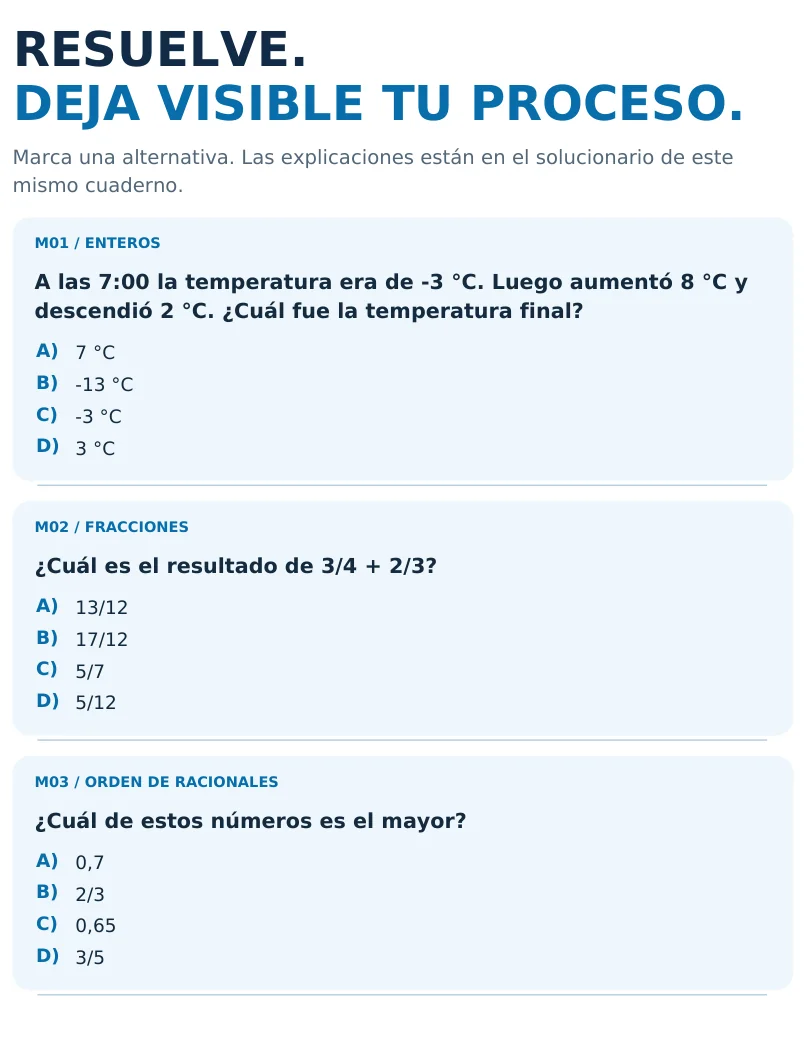 RESUELVE.
DEJA VISIBLE TU PROCESO.
Marca una alternativa. Las explicaciones están en el solucionario de este
mismo cuaderno.
M01 / ENTEROS
A las 7:00 la temperatura era de -3 °C. Luego aumentó 8 °C y
descendió 2 °C. ¿Cuál fue la temperatura final?
A) 7 °C
B) -13 °C
C) -3 °C
D) 3 °C
M02 / FRACCIONES
¿Cuál es el resultado de 3/4 + 2/3?
A) 13/12
B) 17/12
C) 5/7
D) 5/12
M03 / ORDEN DE RACIONALES
¿Cuál de estos números es el mayor?
A) 0,7
B) 2/3
C) 0,65
D) 3/5